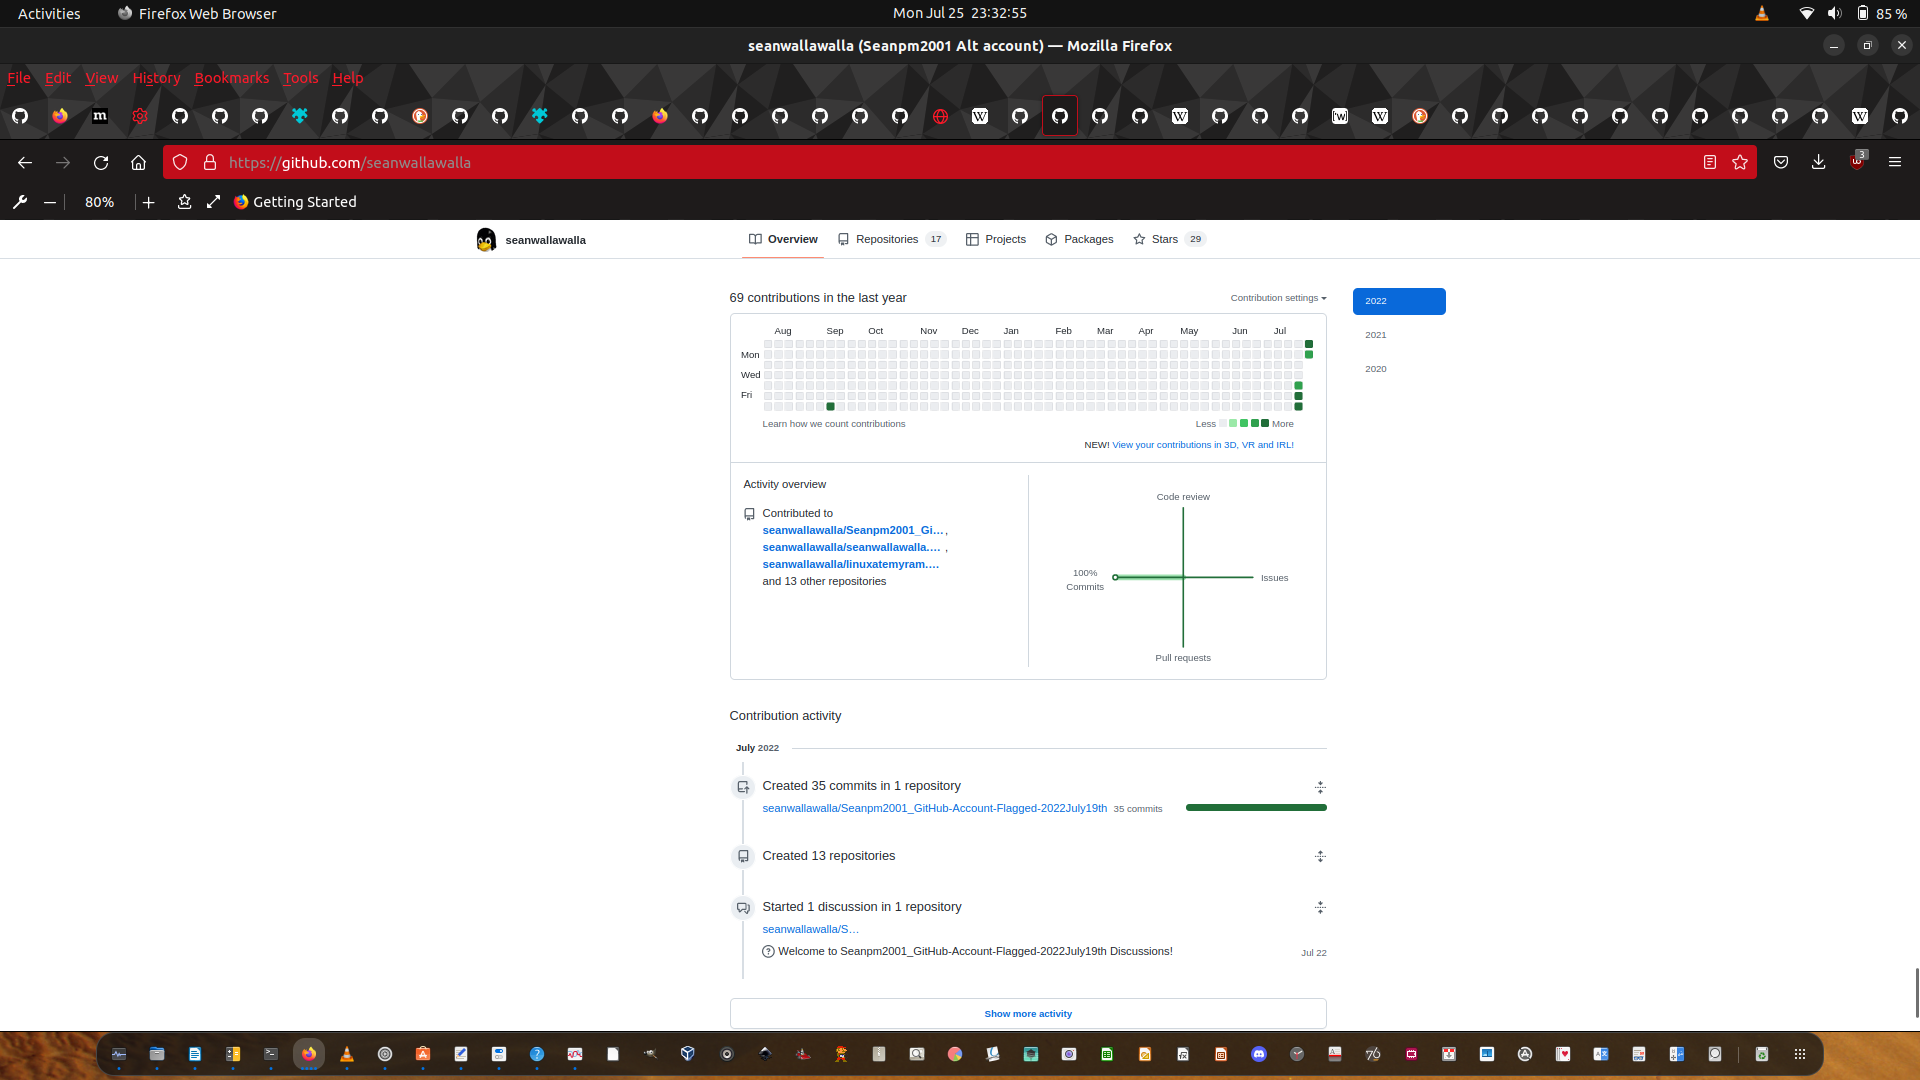 Activities Firefox Web Browser Mon Jul 25 23:32:55 85 %
seanwallawalla (Seanpm2001 Alt account) — Mozilla Firefox
File Edit View History Bookmarks Tools Help
https://github.com/seanwallawalla 3
80% Getting Started
seanwallawalla Overview Repositories 17 Projects Packages Stars 29
69 contributions in the last year Contribution settings 2022
Aug Sep Oct Nov Dec Jan Feb Mar Apr May Jun Jul
2021
Mon
Wed 2020
Fri
Learn how we count contributions Less More
NEW! View your contributions in 3D, VR and IRL!
Activity overview
Code review
Contributed to
seanwallawalla/Seanpm2001_Gi… ,
seanwallawalla/seanwallawalla.… ,
seanwallawalla/linuxatemyram.…
and 13 other repositories
100%
Commits
Issues
Pull requests
Contribution activity
July 2022
Created 35 commits in 1 repository
seanwallawalla/Seanpm2001_GitHub-Account-Flagged-2022July19th 35 commits
Created 13 repositories
Started 1 discussion in 1 repository
seanwallawalla/S…
Welcome to Seanpm2001_GitHub-Account-Flagged-2022July19th Discussions! Jul 22
Show more activity